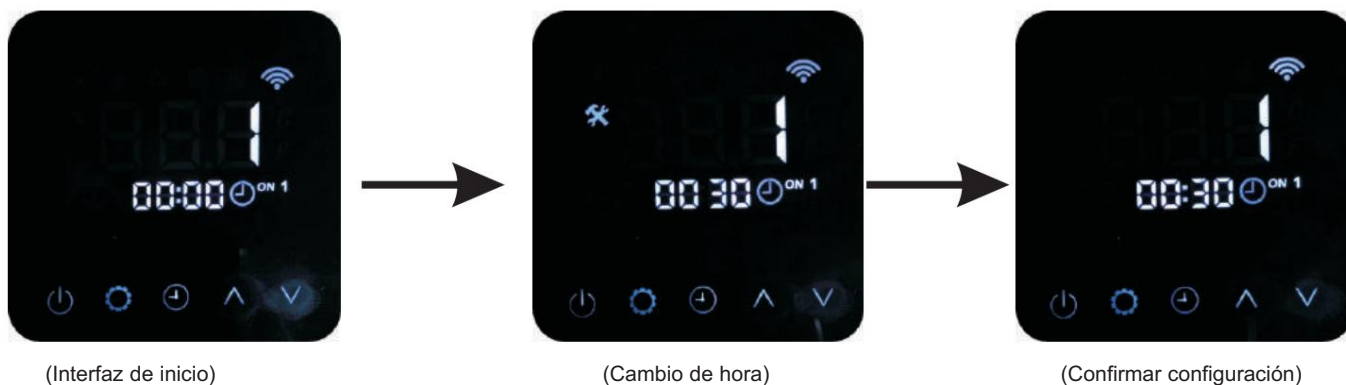 1
00:00 ON 1
(Interfaz de inicio)
1
00 30 ON 1
(Cambio de hora)
1
00:30 ON 1
(Confirmar configuración)